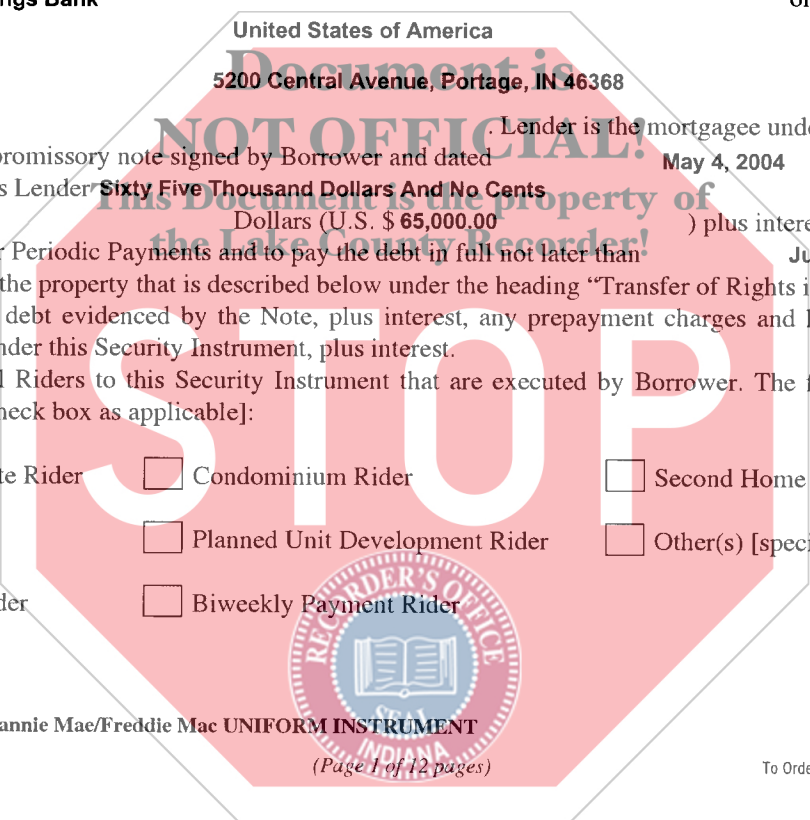 ngs Bank
United States of America
Document is
5200 Central Avenue, Portage, IN 46368
NOT OFFICIAL!
. Lender is the mortgagee und
promissory note signed by Borrower and dated May 4, 2004
s Lender Sixty Five Thousand Dollars And No Cents
This Document is the property of
Dollars (U.S. $ 65,000.00 ) plus intere
the Lake County Recorder!
r Periodic Payments and to pay the debt in full not later than Ju
the property that is described below under the heading “Transfer of Rights i
debt evidenced by the Note, plus interest, any prepayment charges and l
nder this Security Instrument, plus interest.
l Riders to this Security Instrument that are executed by Borrower. The f
heck box as applicable]:
STOP
te Rider Condominium Rider Second Home
Planned Unit Development Rider Other(s) [speci
der Biweekly Payment Rider
RECORDER'S OFFICE
SEAL
INDIANA
annie Mae/Freddie Mac UNIFORM INSTRUMENT
(Page 1 of 12 pages)
To Orde